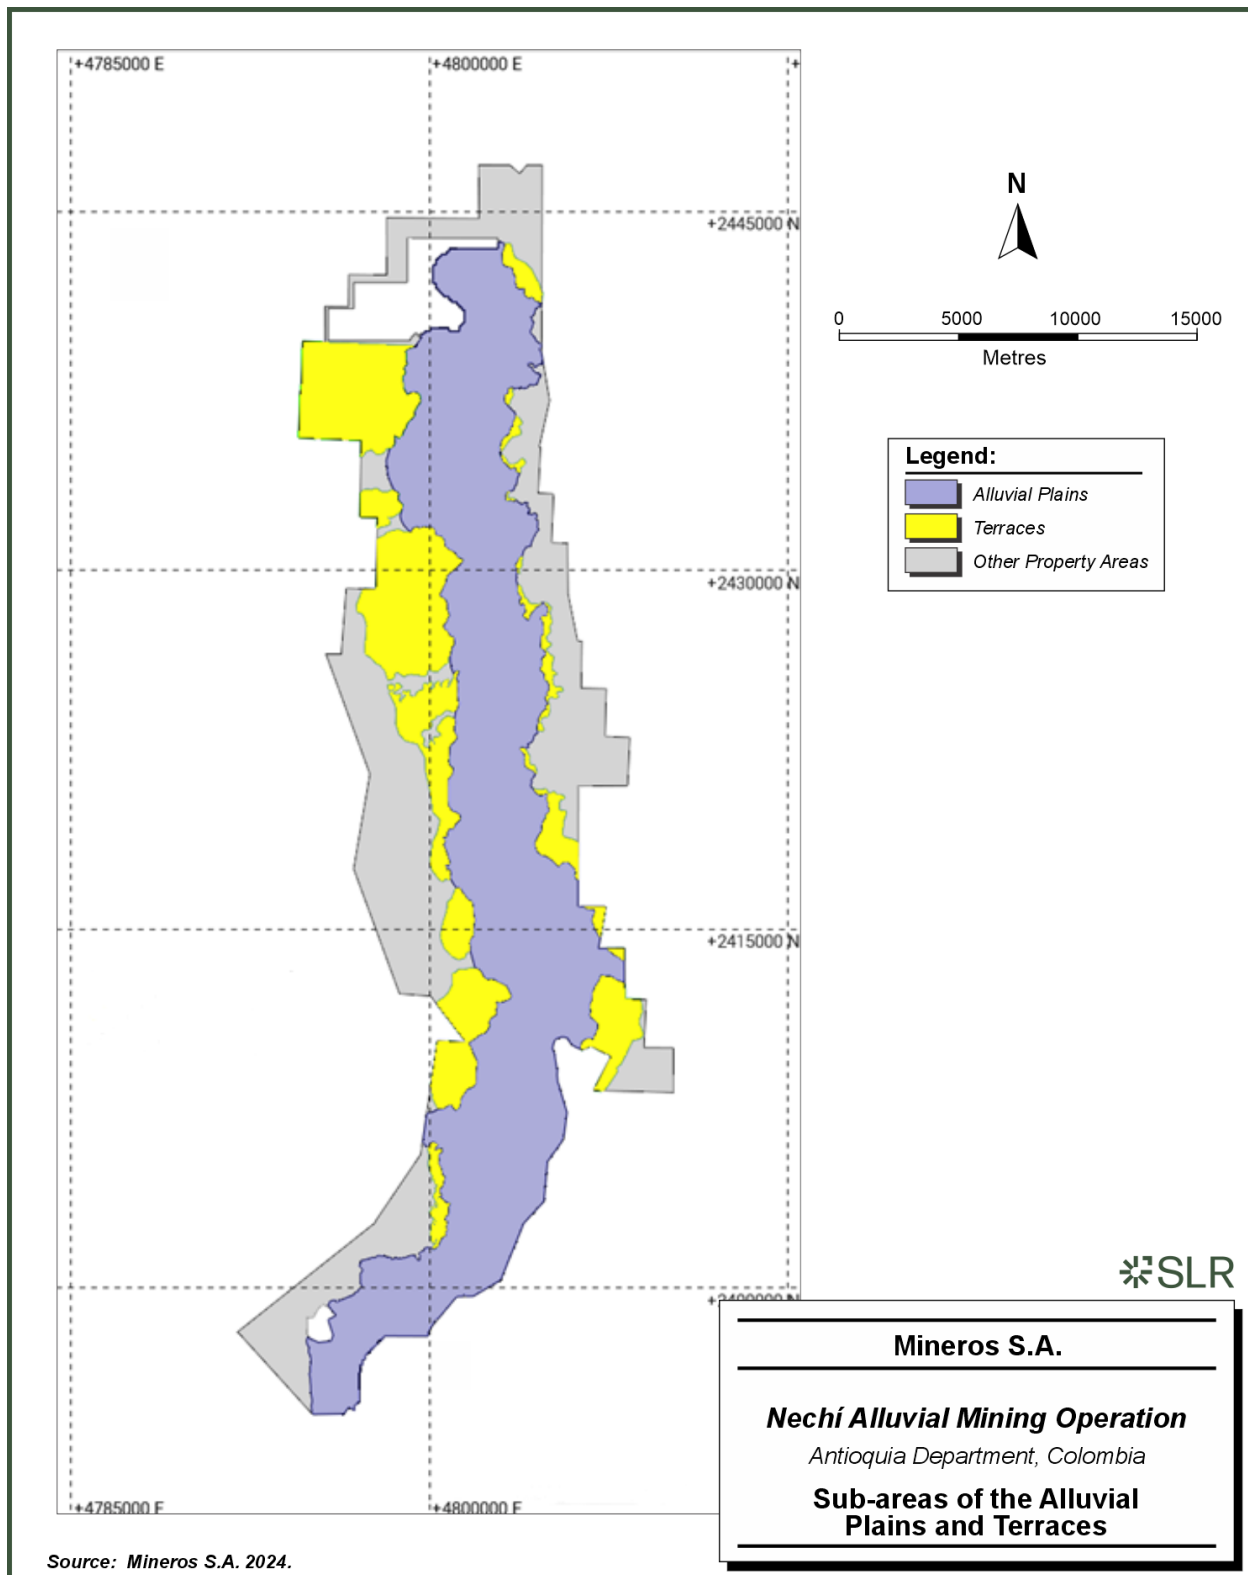 +4785000 E
+4800000 E
+
N
+2445000 N
0 5000 10000 15000
Metres
Legend:
Alluvial Plains
Terraces
Other Property Areas
+2430000 N
+2415000 N
SLR
Mineros S.A.
Nechí Alluvial Mining Operation
Antioquia Department, Colombia
Sub-areas of the Alluvial
Plains and Terraces
+4785000 E
+4800000 E
Source: Mineros S.A. 2024.